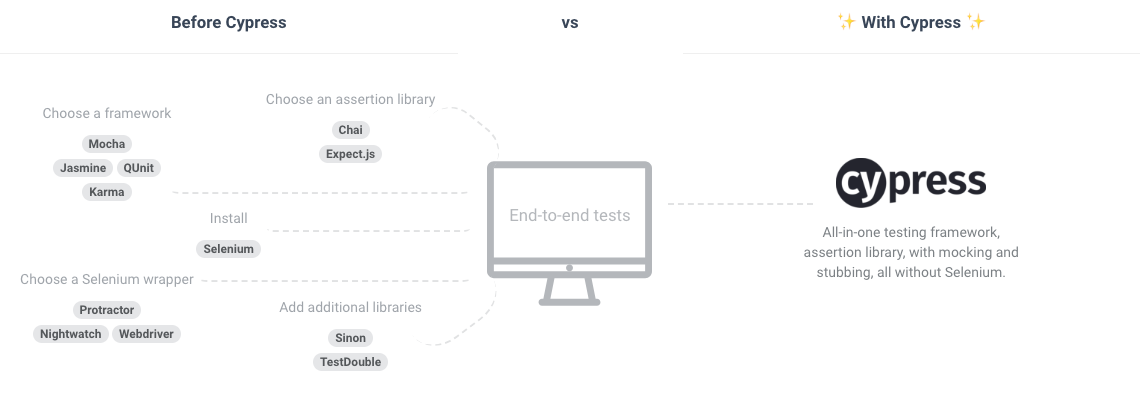 Before Cypress
vs
✨ With Cypress ✨
Choose a framework
Mocha
Jasmine QUnit
Karma
Choose an assertion library
Chai
Expect.js
Install
Selenium
Choose a Selenium wrapper
Protractor
Nightwatch Webdriver
Add additional libraries
Sinon
TestDouble
End-to-end tests
cypress
All-in-one testing framework,
assertion library, with mocking and
stubbing, all without Selenium.